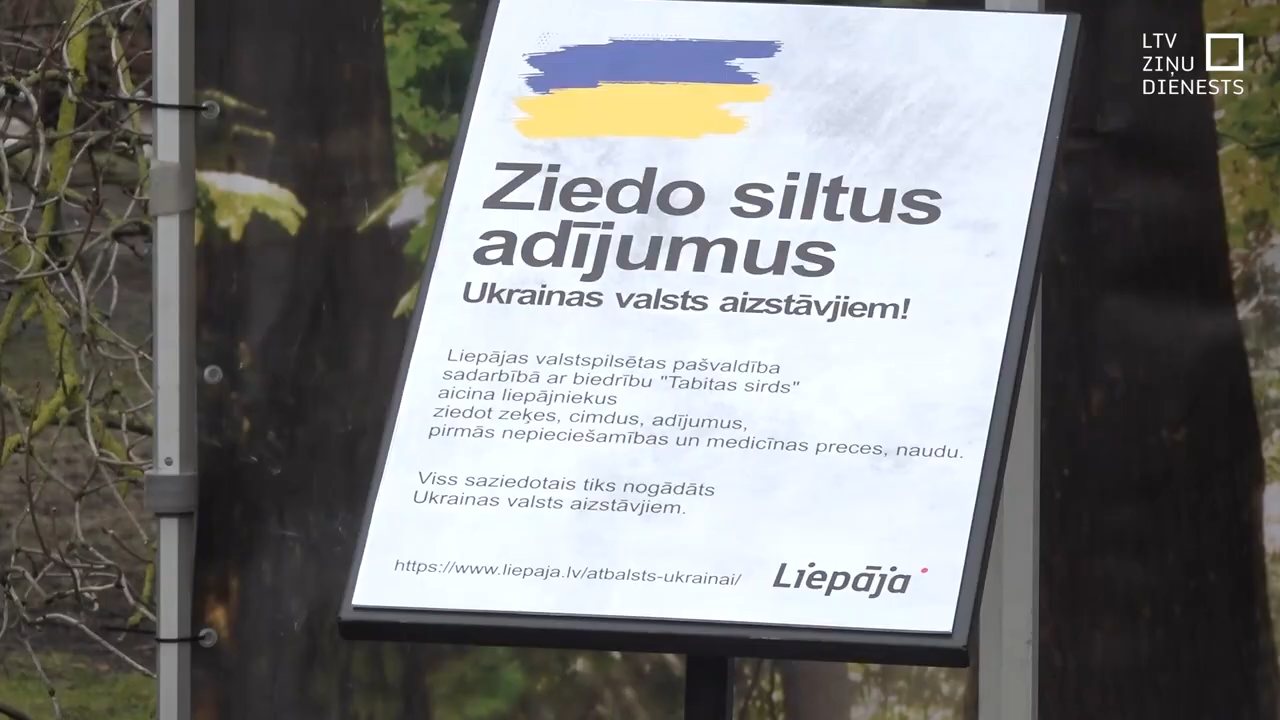 LTV
ZIŅU
DIENESTS
Ziedo siltus
adījumus
Ukrainas valsts aizstāvjiem!
Liepājas valstspilsētas pašvaldība
sadarbībā ar biedrību "Tabitas sirds"
aicina liepājniekus
ziedot zeķes, cimdus, adījumus,
pirmās nepieciešamības un medicīnas preces, naudu.
Viss saziedotais tiks nogādāts
Ukrainas valsts aizstāvjiem.
https://www.liepaja.lv/atbalsts-ukrainai/
Liepāja